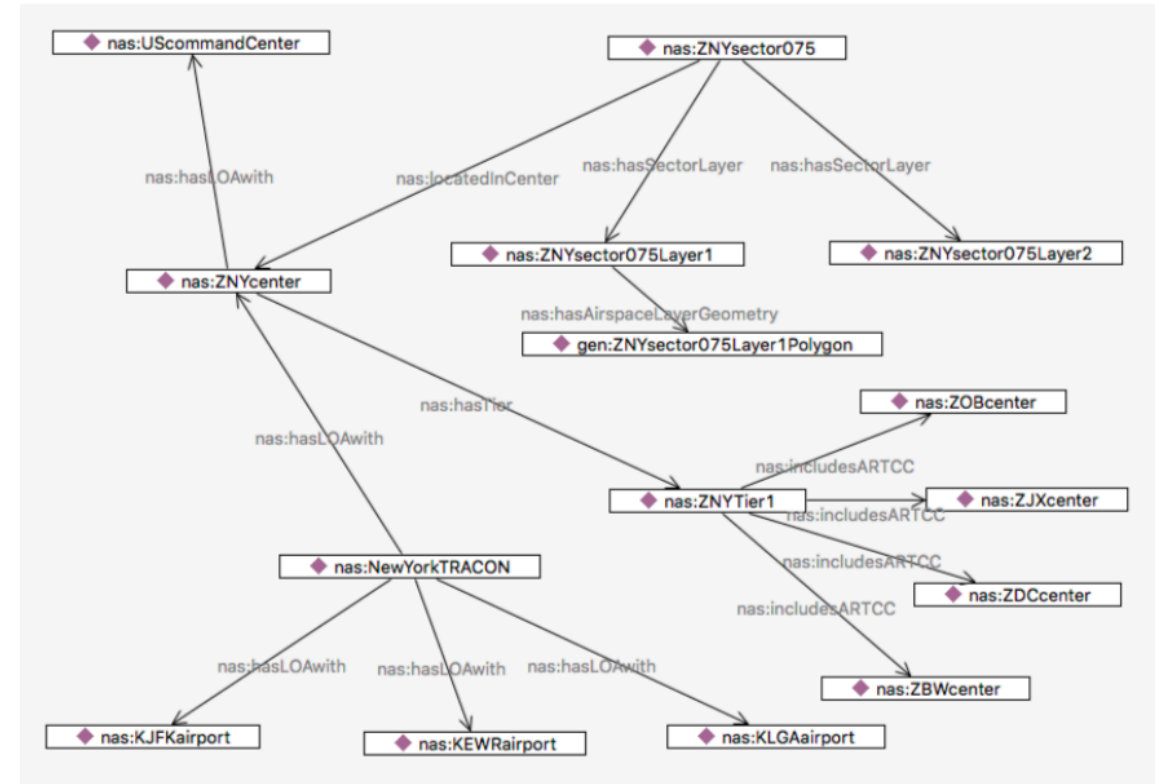 nas:UScommandCenter
nas:ZNYsector075
nas:hasLOAwith
nas:locatedInCenter
nas:hasSectorLayer
nas:hasSectorLayer
nas:ZNYcenter
nas:ZNYsector075Layer1
nas:ZNYsector075Layer2
nas:hasAirspaceLayerGeometry
gen:ZNYsector075Layer1Polygon
nas:hasTier
nas:ZOBcenter
nas:hasLOAwith
nas:includesARTCC
nas:ZNYTier1
nas:ZJXcenter
nas:includesARTCC
nas:includesARTCC
nas:NewYorkTRACON
nas:ZDCcenter
nas:includesARTCC
nas:hasLOAwith
nas:hasLOAwith
nas:hasLOAwith
nas:ZBWcenter
nas:KJFKairport
nas:KEWRairport
nas:KLGAairport